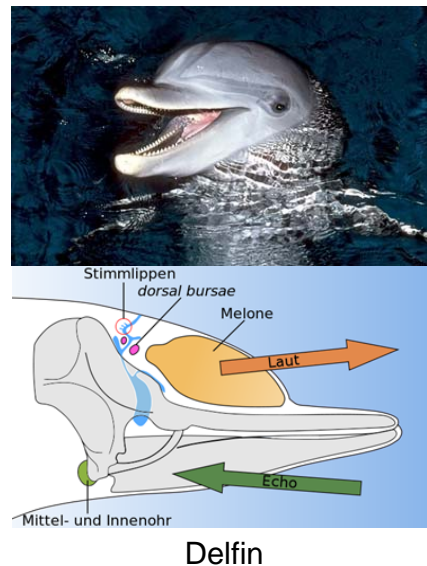 Stimmlippen
dorsal bursae
Melone
Laut
Echo
Mittel- und Innenohr
Delfin